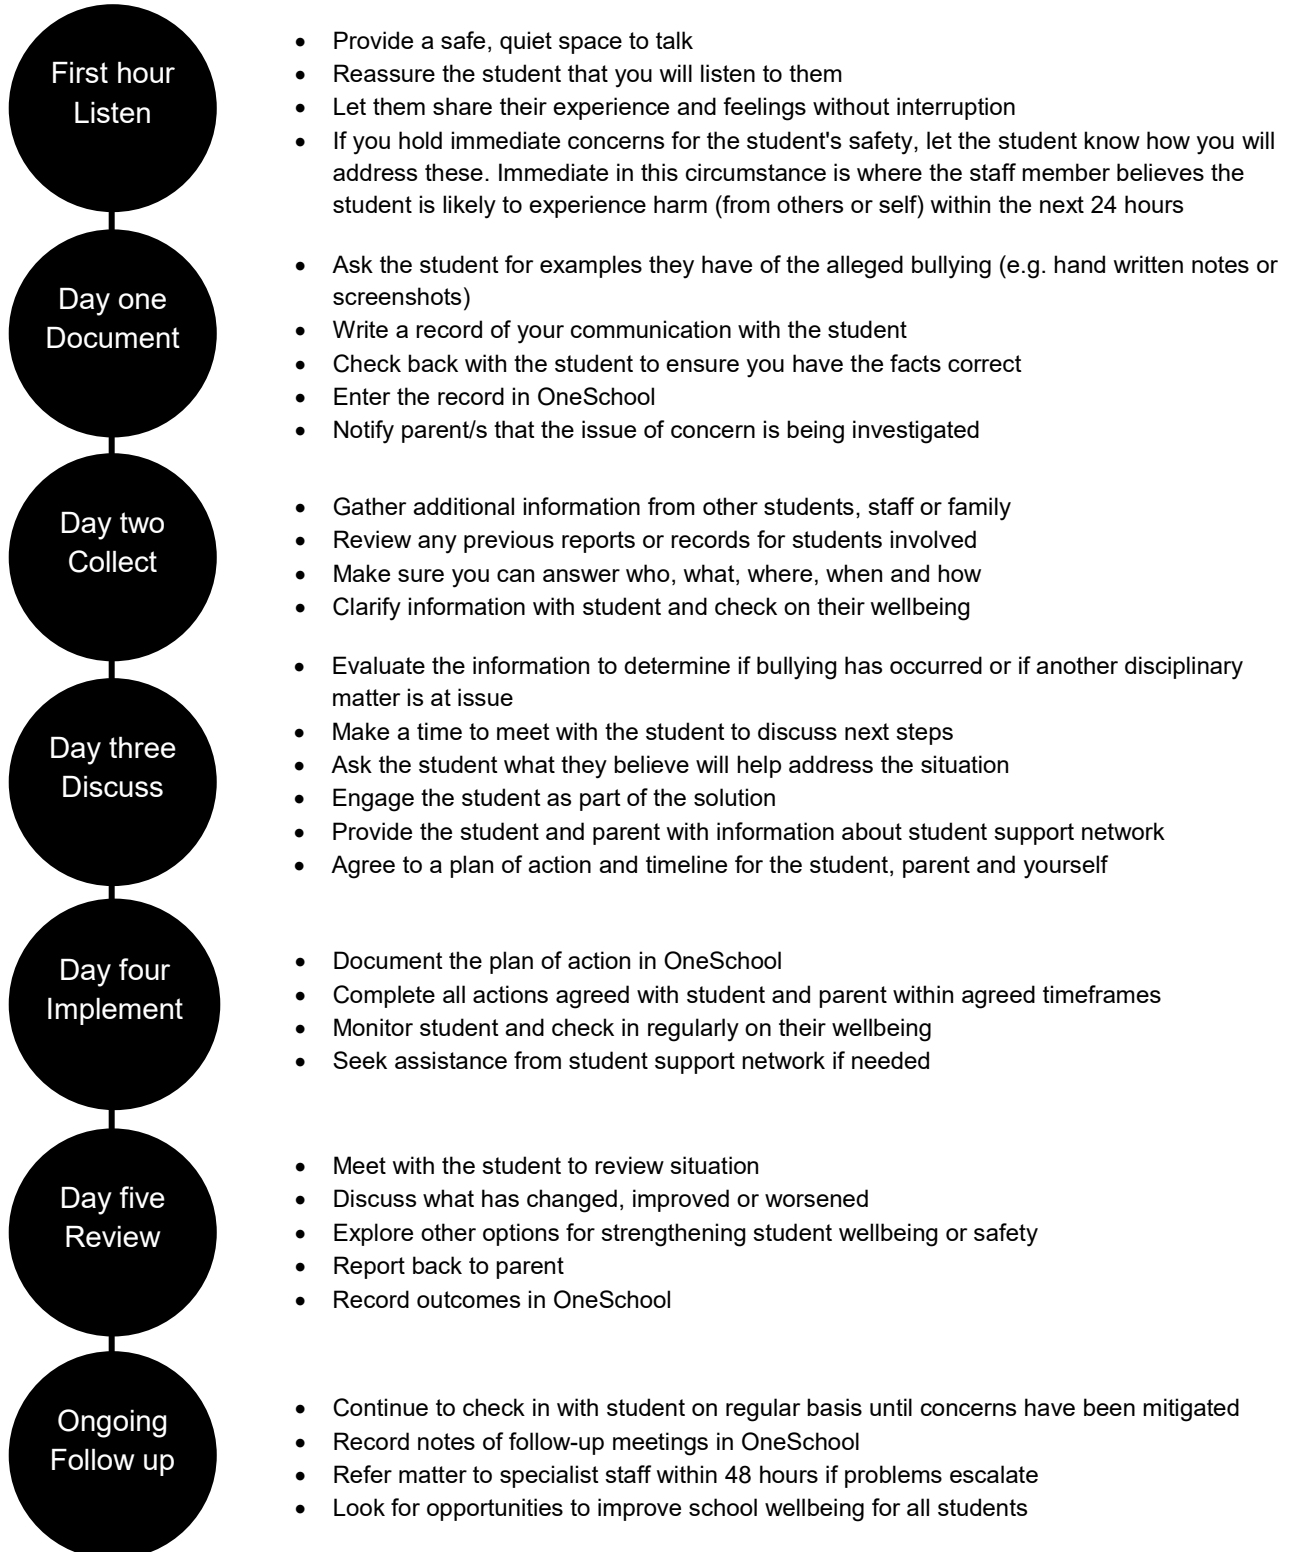 First hour
Listen
• Provide a safe, quiet space to talk
• Reassure the student that you will listen to them
• Let them share their experience and feelings without interruption
• If you hold immediate concerns for the student's safety, let the student know how you will
address these. Immediate in this circumstance is where the staff member believes the
student is likely to experience harm (from others or self) within the next 24 hours
Day one
Document
• Ask the student for examples they have of the alleged bullying (e.g. hand written notes or
screenshots)
• Write a record of your communication with the student
• Check back with the student to ensure you have the facts correct
• Enter the record in OneSchool
• Notify parent/s that the issue of concern is being investigated
Day two
Collect
• Gather additional information from other students, staff or family
• Review any previous reports or records for students involved
• Make sure you can answer who, what, where, when and how
• Clarify information with student and check on their wellbeing
Day three
Discuss
• Evaluate the information to determine if bullying has occurred or if another disciplinary
matter is at issue
• Make a time to meet with the student to discuss next steps
• Ask the student what they believe will help address the situation
• Engage the student as part of the solution
• Provide the student and parent with information about student support network
• Agree to a plan of action and timeline for the student, parent and yourself
Day four
Implement
• Document the plan of action in OneSchool
• Complete all actions agreed with student and parent within agreed timeframes
• Monitor student and check in regularly on their wellbeing
• Seek assistance from student support network if needed
Day five
Review
• Meet with the student to review situation
• Discuss what has changed, improved or worsened
• Explore other options for strengthening student wellbeing or safety
• Report back to parent
• Record outcomes in OneSchool
Ongoing
Follow up
• Continue to check in with student on regular basis until concerns have been mitigated
• Record notes of follow-up meetings in OneSchool
• Refer matter to specialist staff within 48 hours if problems escalate
• Look for opportunities to improve school wellbeing for all students